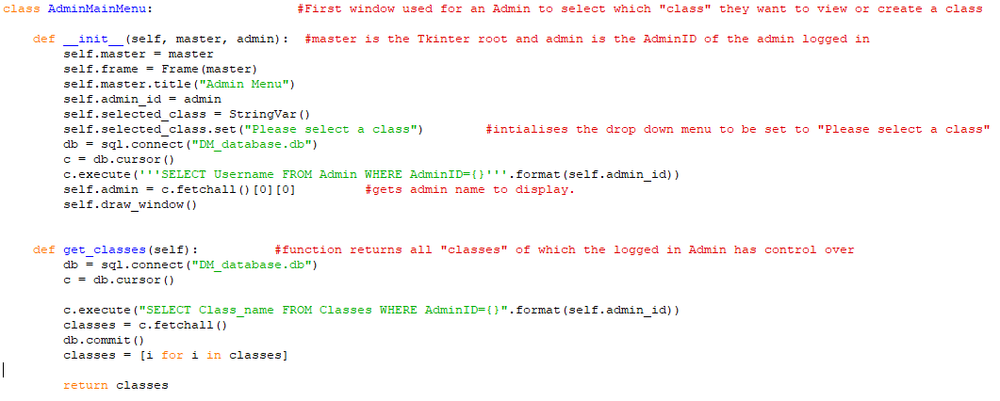 class AdminMainMenu:                   #First window used for an Admin to select which "class" they want to view or create a class
    def __init__(self, master, admin):  #master is the Tkinter root and admin is the AdminID of the admin logged in
        self.master = master
        self.frame = Frame(master)
        self.master.title("Admin Menu")
        self.admin_id = admin
        self.selected_class = StringVar()
        self.selected_class.set("Please select a class")        #intialises the drop down menu to be set to "Please select a class"
        db = sql.connect("DM_database.db")
        c = db.cursor()
        c.execute('''SELECT Username FROM Admin WHERE AdminID={}'''.format(self.admin_id))
        self.admin = c.fetchall()[0][0]         #gets admin name to display.
        self.draw_window()
    def get_classes(self):          #function returns all "classes" of which the logged in Admin has control over
        db = sql.connect("DM_database.db")
        c = db.cursor()
        c.execute("SELECT Class_name FROM Classes WHERE AdminID={}".format(self.admin_id))
        classes = c.fetchall()
        db.commit()
        classes = [i for i in classes]
        return classes